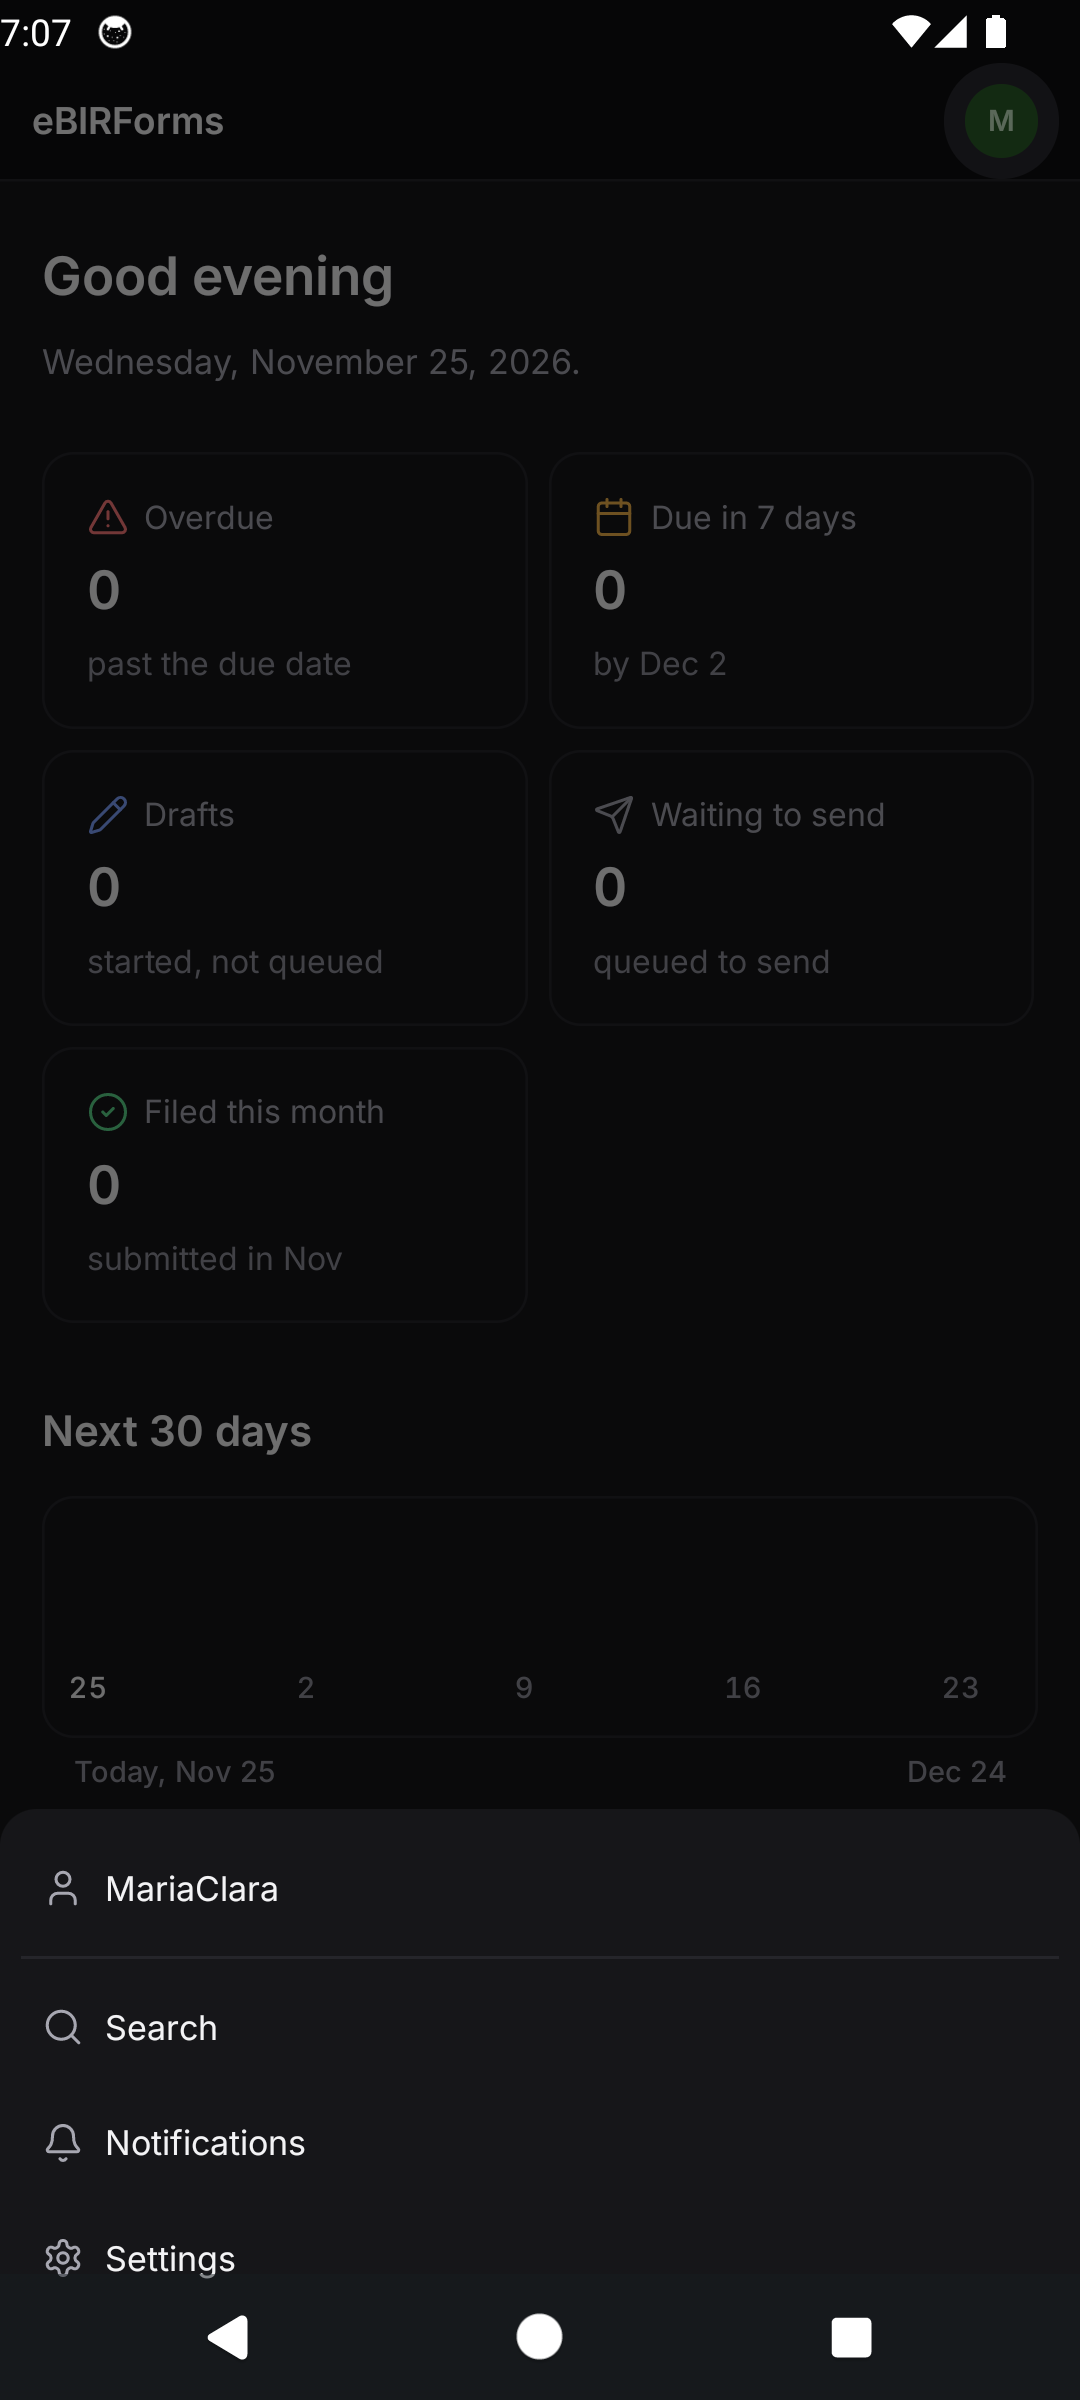 7:07
eBIRForms
M
Good evening
Wednesday, November 25, 2026.
Overdue
0
past the due date
Due in 7 days
0
by Dec 2
Drafts
0
started, not queued
Waiting to send
0
queued to send
Filed this month
0
submitted in Nov
Next 30 days
25 2 9 16 23
Today, Nov 25 Dec 24
MariaClara
Search
Notifications
Settings